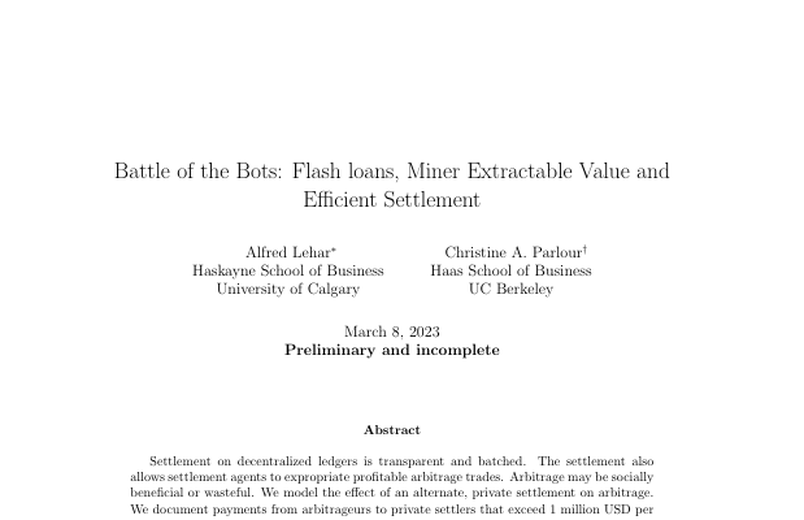 Battle of the Bots: Flash loans, Miner Extractable Value and
Efficient Settlement
Alfred Lehar* Christine A. Parlour†
Haskayne School of Business Haas School of Business
University of Calgary UC Berkeley
March 8, 2023
Preliminary and incomplete
Abstract
Settlement on decentralized ledgers is transparent and batched. The settlement also
allows settlement agents to expropriate profitable arbitrage trades. Arbitrage may be socially
beneficial or wasteful. We model the effect of an alternate, private settlement on arbitrage.
We document payments from arbitrageurs to private settlers that exceed 1 million USD per